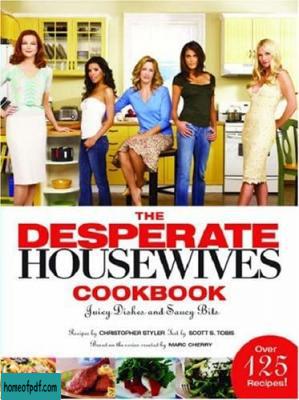 THE
DESPERATE
HOUSEWIVES
COOKBOOK
Juicy Dishes and Saucy Bits
Recipes by CHRISTOPHER STYLER Text by SCOTT S. TOBIS
Based on the series created by MARC CHERRY
Over
125
Recipes!
homeofpdf.com